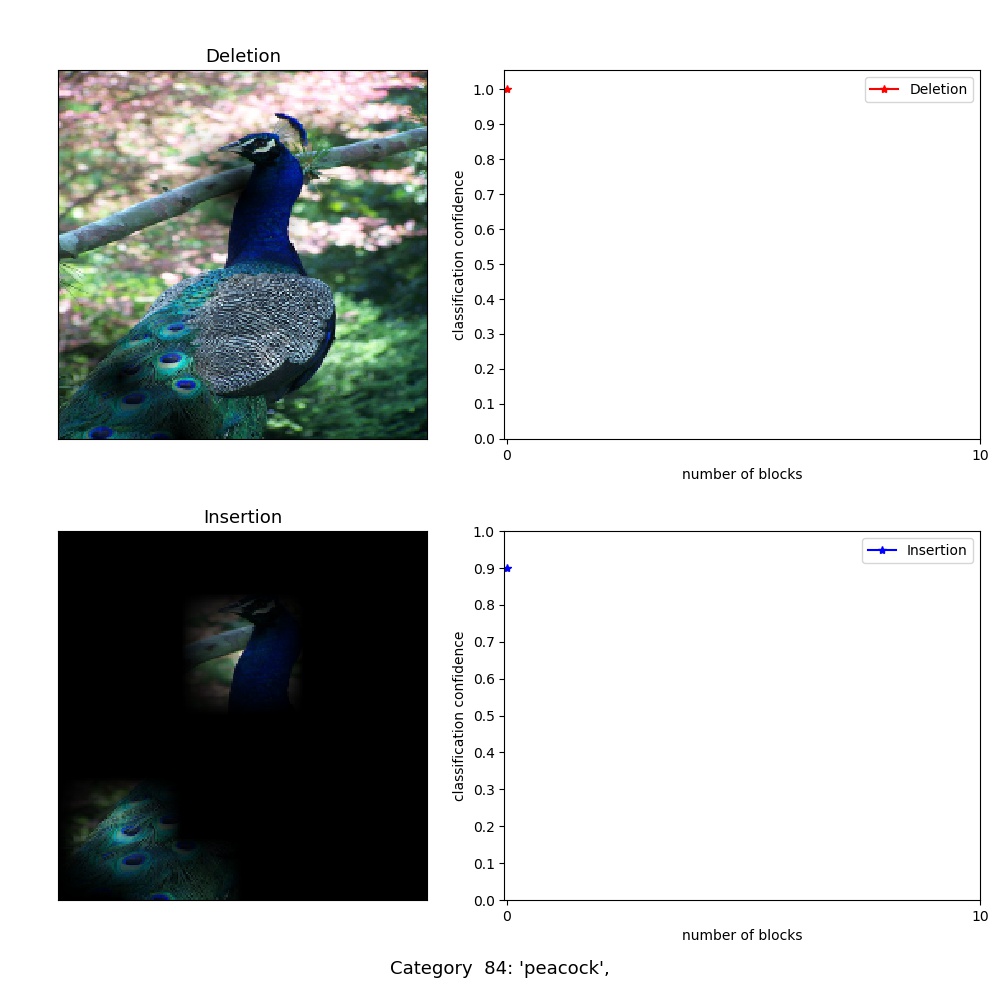 Deletion
classification confidence
1.0
0.9
0.8
0.7
0.6
0.5
0.4
0.3
0.2
0.1
0.0
Deletion
0
10
number of blocks
Insertion
classification confidence
1.0
0.9
0.8
0.7
0.6
0.5
0.4
0.3
0.2
0.1
0.0
Insertion
0
10
number of blocks
Category  84: 'peacock',